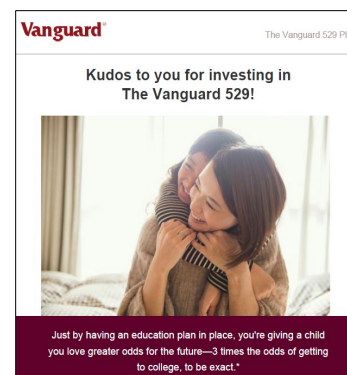 Vanguard®
The Vanguard 529 Pl
Kudos to you for investing in
The Vanguard 529!
Just by having an education plan in place, you're giving a child
you love greater odds for the future—3 times the odds of getting
to college, to be exact.*